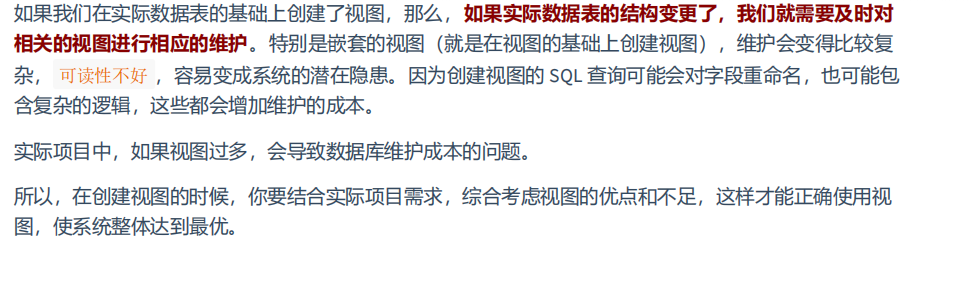 如果我们在实际数据表的基础上创建了视图，那么，如果实际数据表的结构变更了，我们就需要及时对
相关的视图进行相应的维护。特别是嵌套的视图（就是在视图的基础上创建视图），维护会变得比较复
杂， 可读性不好 ，容易变成系统的潜在隐患。因为创建视图的 SQL 查询可能会对字段重命名，也可能包
含复杂的逻辑，这些都会增加维护的成本。
实际项目中，如果视图过多，会导致数据库维护成本的问题。
所以，在创建视图的时候，你要结合实际项目需求，综合考虑视图的优点和不足，这样才能正确使用视
图，使系统整体达到最优。